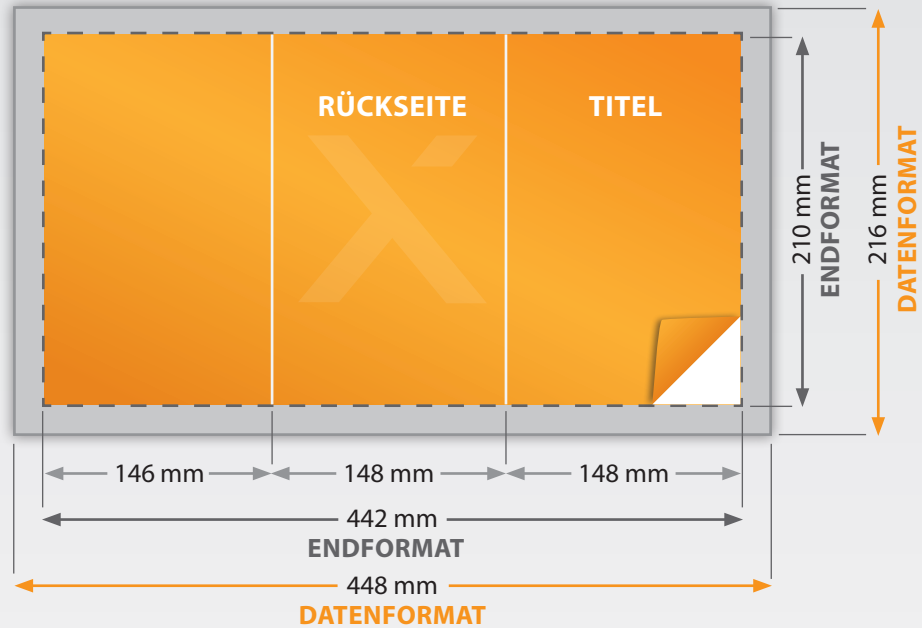 RÜCKSEITE
TITEL
210 mm
ENDFORMAT
216 mm
DATENFORMAT
146 mm
148 mm
148 mm
442 mm
ENDFORMAT
448 mm
DATENFORMAT